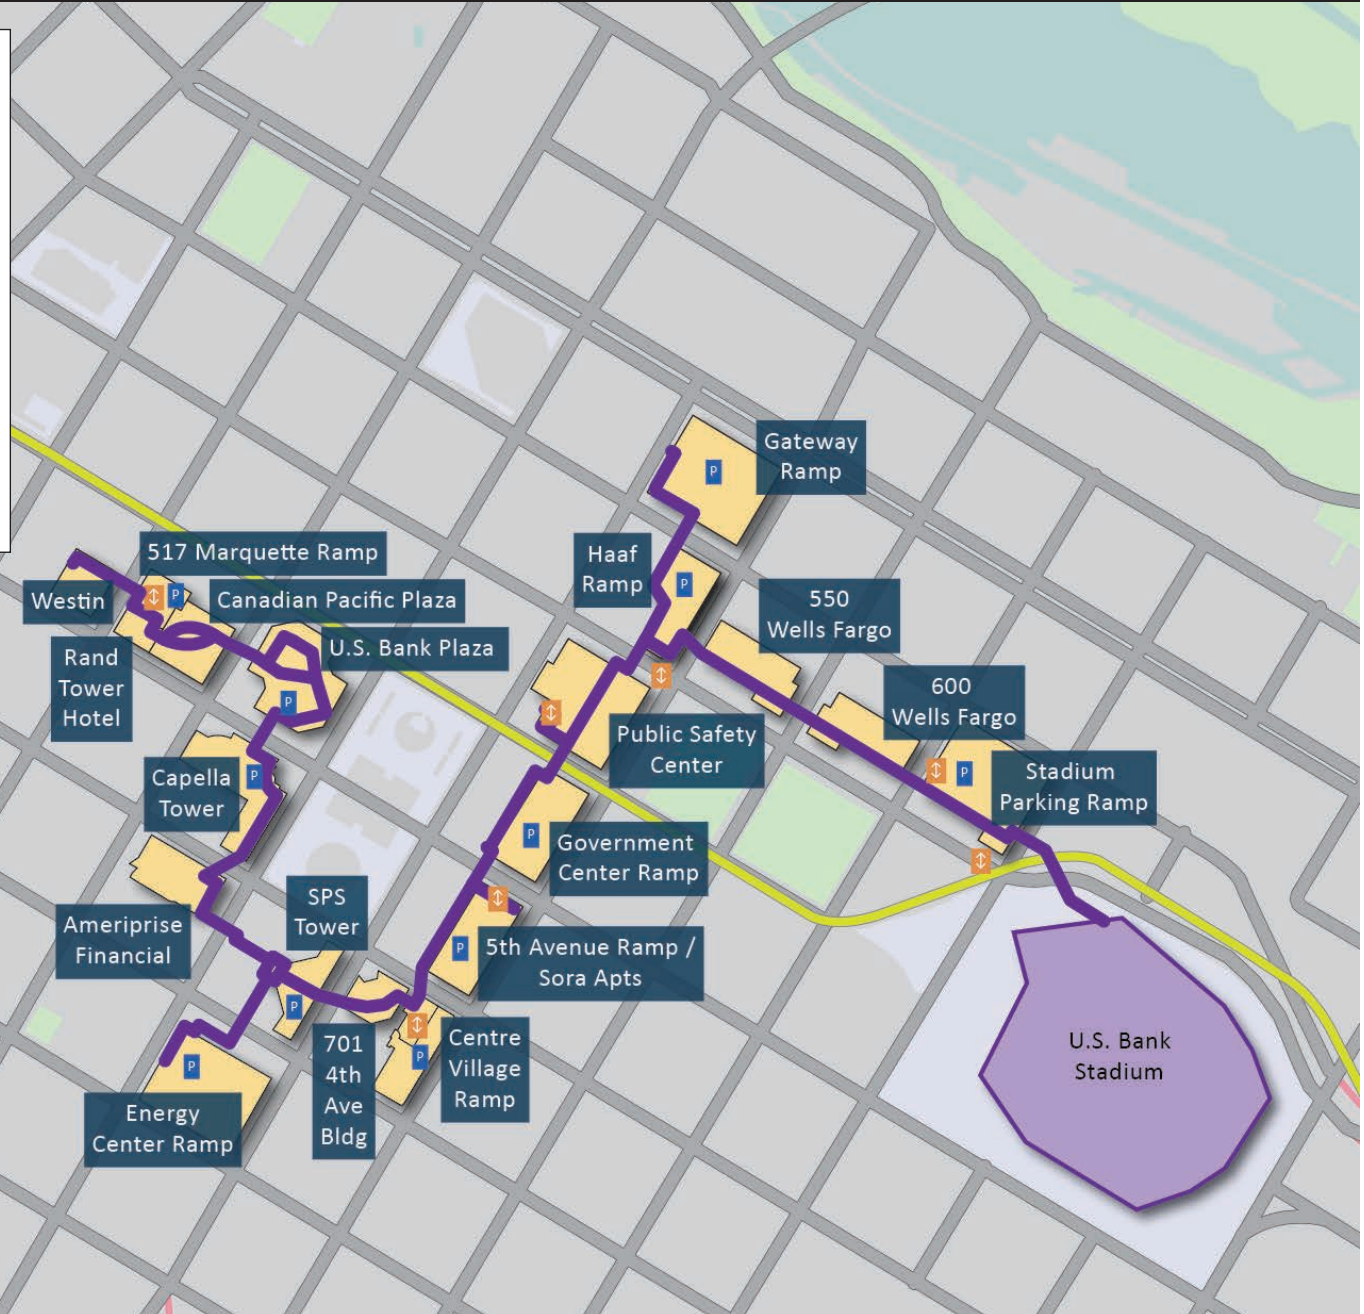 Gateway
Ramp
P
Haaf
Ramp
P
517 Marquette Ramp
P
Westin
Canadian Pacific Plaza
550
Wells Fargo
U.S. Bank Plaza
Rand
Tower
Hotel
P
600
Wells Fargo
Public Safety
Center
Capella
Tower
P
P
Stadium
Parking Ramp
P
Government
Center Ramp
SPS
Tower
Ameriprise
Financial
P
5th Avenue Ramp /
Sora Apts
P
701
4th
Ave
Bldg
Centre
Village
Ramp
P
P
Energy
Center Ramp
U.S. Bank
Stadium